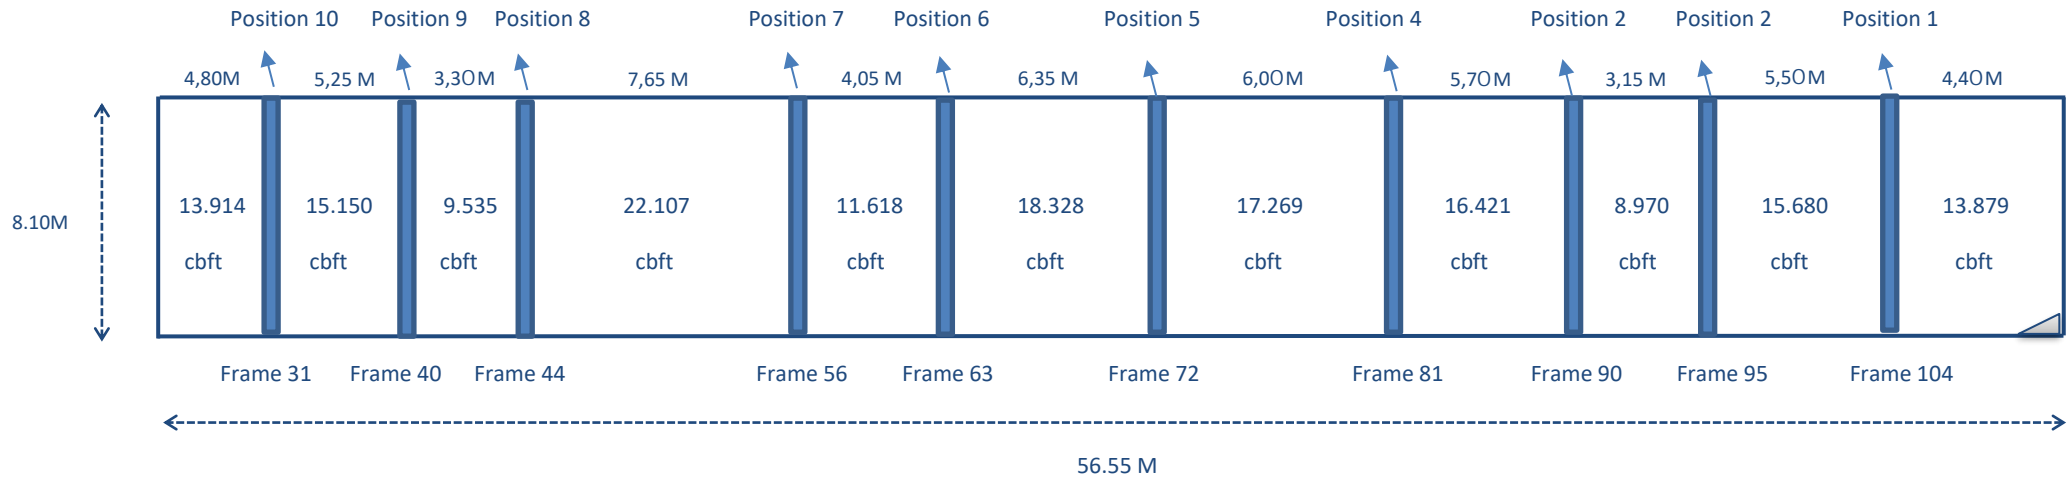 Position 10 Position 9 Position 8 Position 7 Position 6 Position 5 Position 4 Position 2 Position 2 Position 1
4,80M 5,25 M 3,30M 7,65 M 4,05 M 6,35 M 6,00M 5,70M 3,15 M 5,50M 4,40M
8.10M
13.914 15.150 9.535 22.107 11.618 18.328 17.269 16.421 8.970 15.680 13.879
cbft cbft cbft cbft cbft cbft cbft cbft cbft cbft cbft
Frame 31 Frame 40 Frame 44 Frame 56 Frame 63 Frame 72 Frame 81 Frame 90 Frame 95 Frame 104
56.55 M